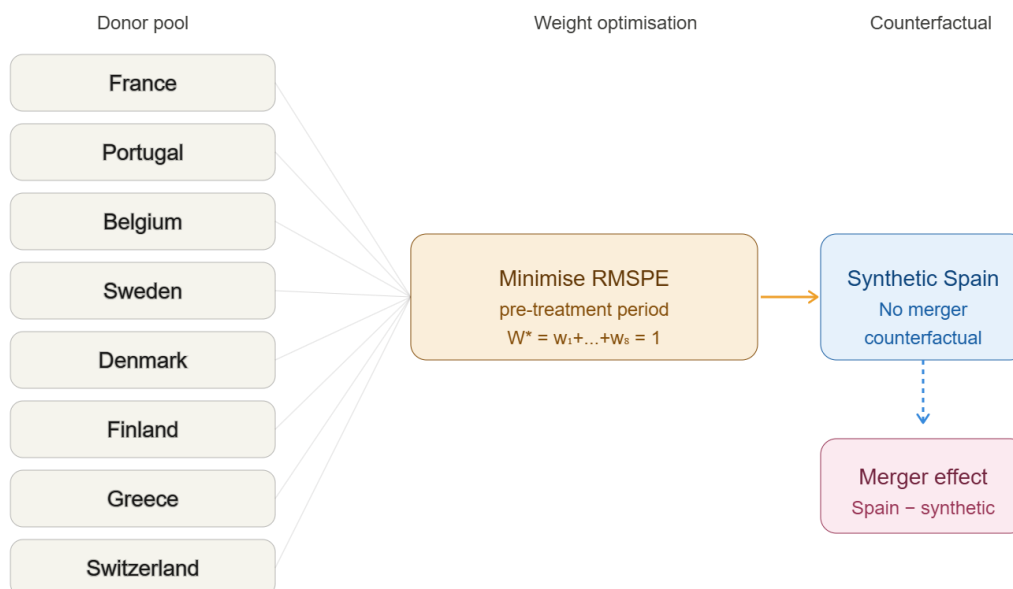 Donor pool
Weight optimisation
Counterfactual
France
Portugal
Belgium
Sweden
Denmark
Finland
Greece
Switzerland
Minimise RMSPE
pre-treatment period
W* = w₁+...+w₈ = 1
Synthetic Spain
No merger
counterfactual
Merger effect
Spain − synthetic